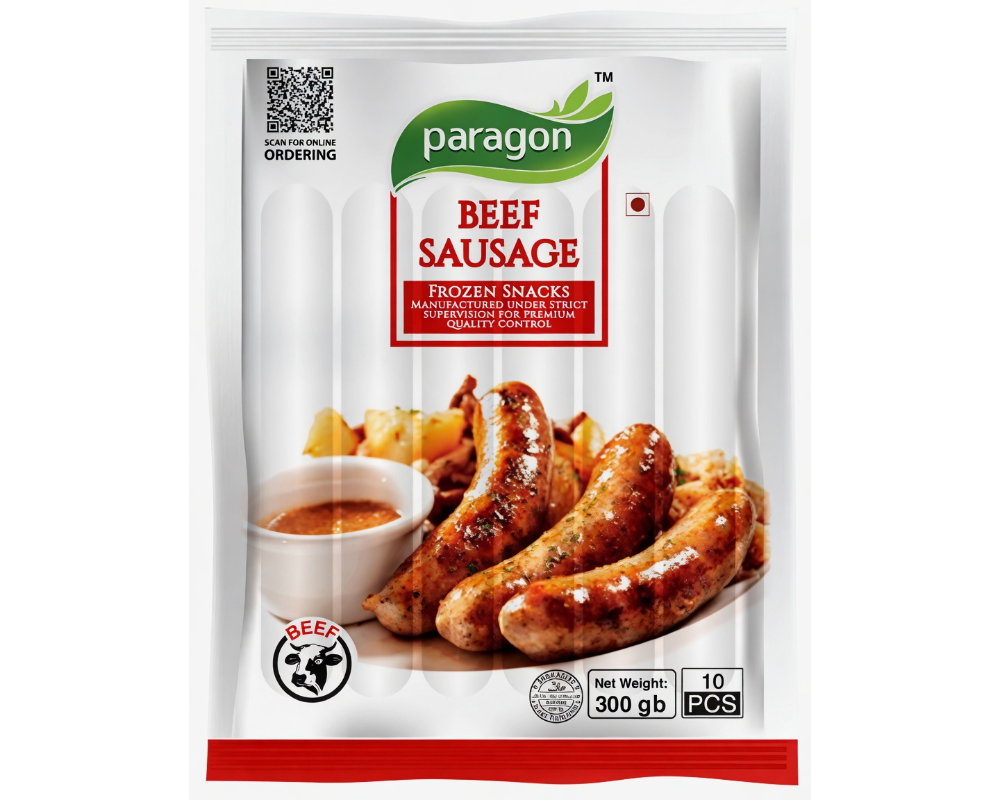 SCAN FOR ONLINE
ORDERING
TM
paragon
BEEF
SAUSAGE
FROZEN SNACKS
MANUFACTURED UNDER STRICT
SUPERVISION FOR PREMIUM
QUALITY CONTROL
BEEF
Net Weight:
300 gb
10
PCS